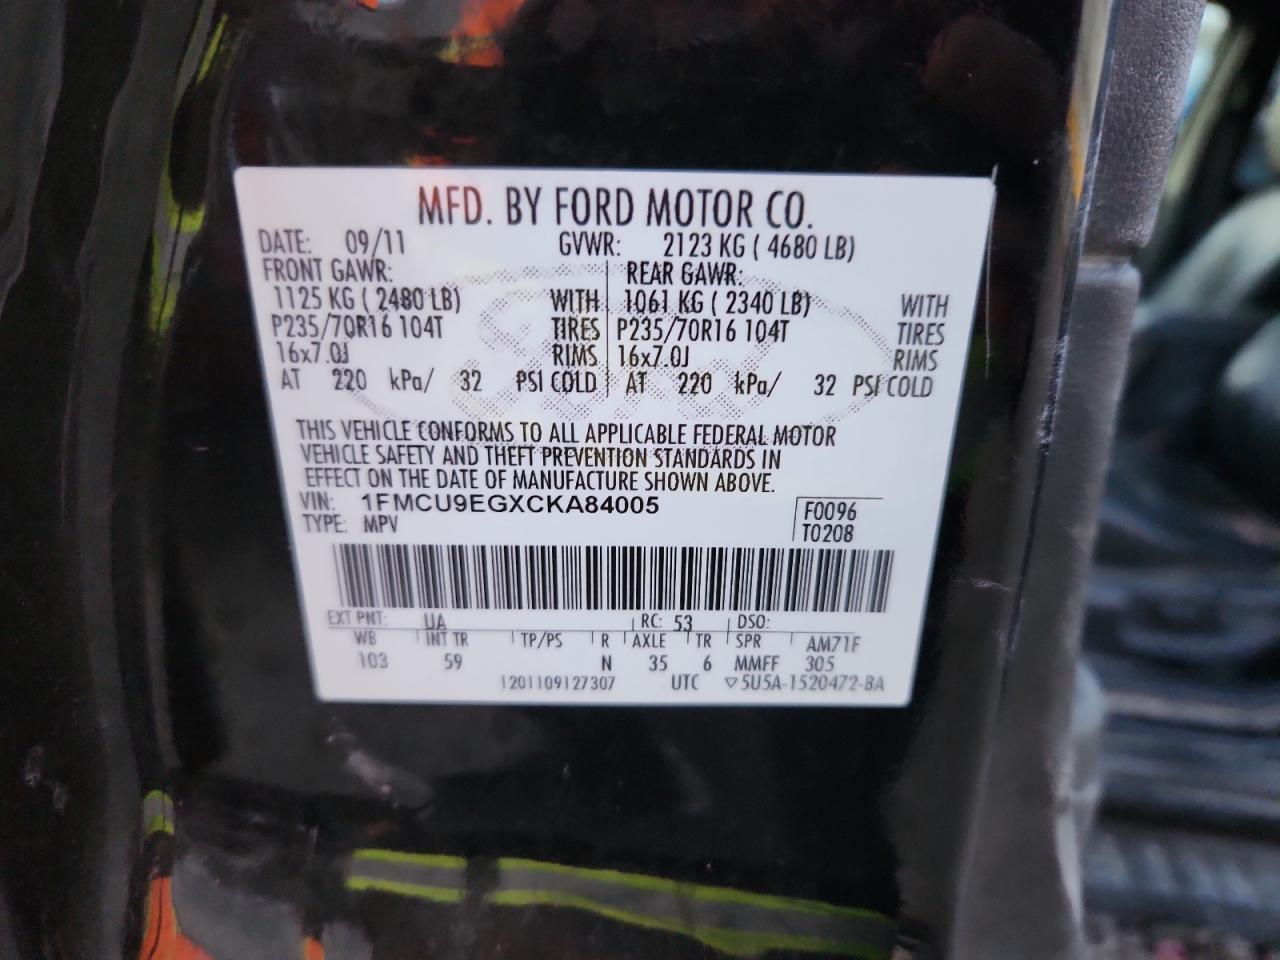 MFD. BY FORD MOTOR CO.
DATE: 09/11 GVWR: 2123 KG ( 4680 LB)
FRONT GAWR: REAR GAWR:
1125 KG ( 2480 LB) WITH 1061 KG ( 2340 LB) WITH
P235/70R16 104T TIRES P235/70R16 104T TIRES
16x7.0J RIMS 16x7.0J RIMS
AT 220 kPa/ 32 PSI COLD AT 220 kPa/ 32 PSI COLD
THIS VEHICLE CONFORMS TO ALL APPLICABLE FEDERAL MOTOR
VEHICLE SAFETY AND THEFT PREVENTION STANDARDS IN
EFFECT ON THE DATE OF MANUFACTURE SHOWN ABOVE.
VIN: 1FMCU9EGXCKA84005 F0096
TYPE: MPV T0208
EXT PNT: UA RC: 53 DSO:
WB INT TR TP/PS R AXLE TR SPR AM71F
103 59 N 35 6 MMFF 305
1201109127307 UTC ▽5U5A-1520472-BA